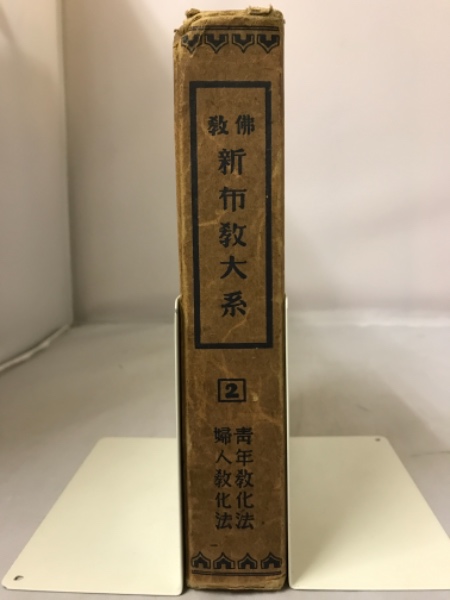 佛教
新布教大系
2
青年教化法
婦人教化法